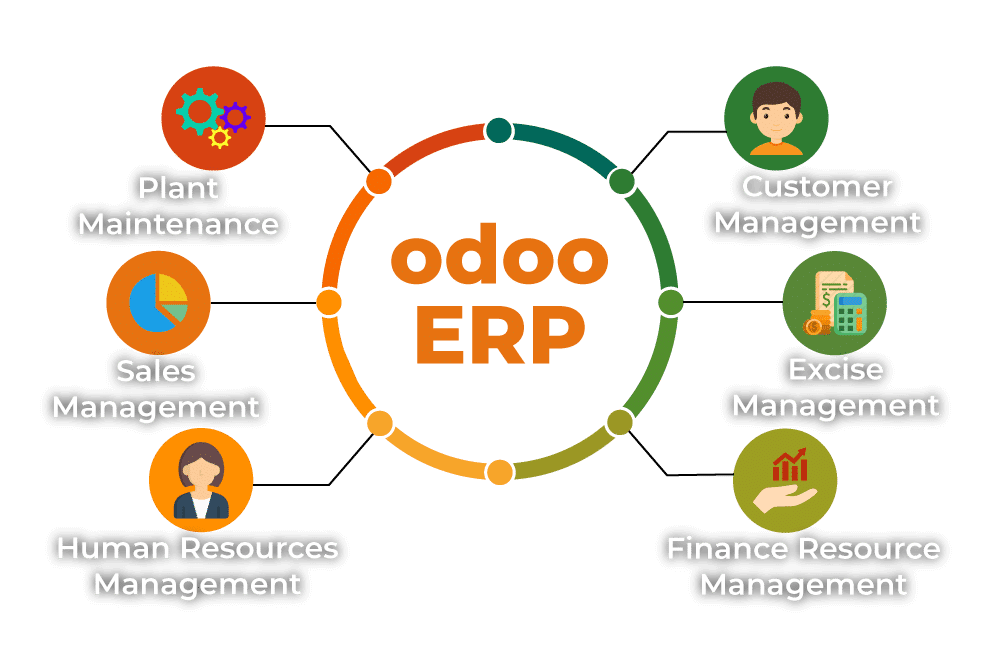 odoo
ERP
Plant
Maintenance
Sales
Management
Human Resources
Management
Customer
Management
Excise
Management
Finance Resource
Management